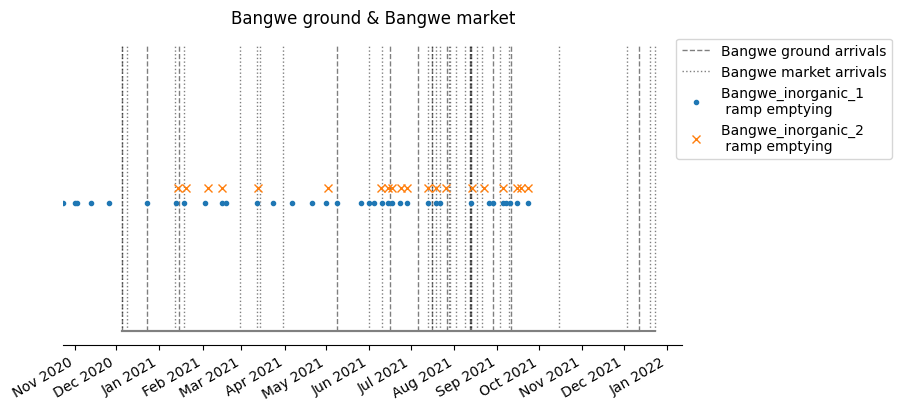 Bangwe ground & Bangwe market
Bangwe ground arrivals
Bangwe market arrivals
Bangwe_inorganic_1
ramp emptying
Bangwe_inorganic_2
ramp emptying
Nov 2020
Dec 2020
Jan 2021
Feb 2021
Mar 2021
Apr 2021
May 2021
Jun 2021
Jul 2021
Aug 2021
Sep 2021
Oct 2021
Nov 2021
Dec 2021
Jan 2022